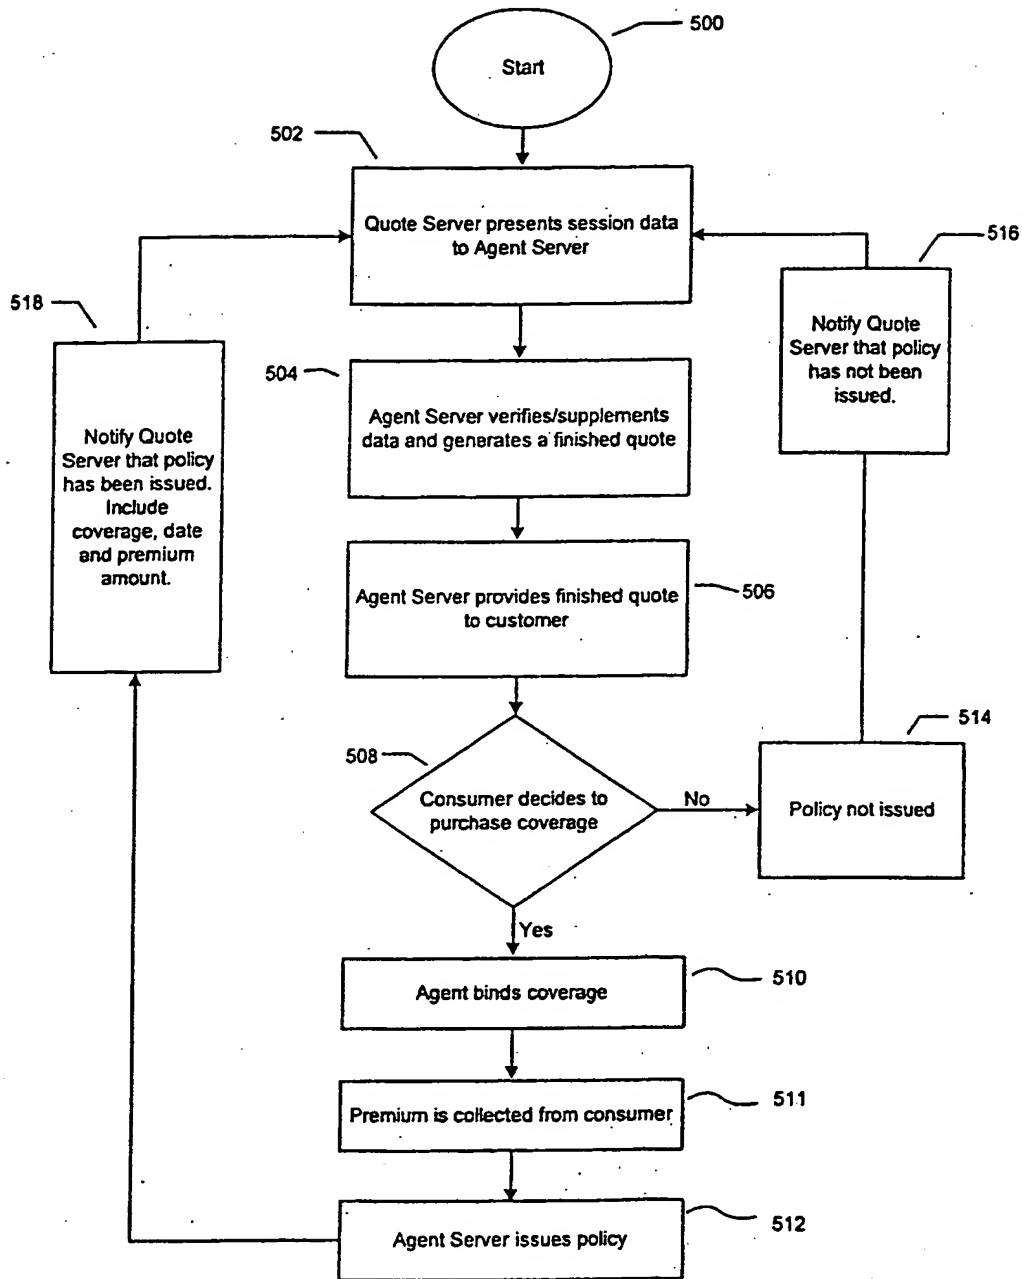 500
Start
502
Quote Server presents session data
to Agent Server
516
518
Notify Quote
Server that policy
has not been
issued.
504
Agent Server verifies/supplements
data and generates a finished quote
Notify Quote
Server that policy
has been issued.
Include
coverage, date
and premium
amount.
506
Agent Server provides finished quote
to customer
514
508
Consumer decides to
purchase coverage
No
Policy not issued
Yes
510
Agent binds coverage
511
Premium is collected from consumer
512
Agent Server issues policy